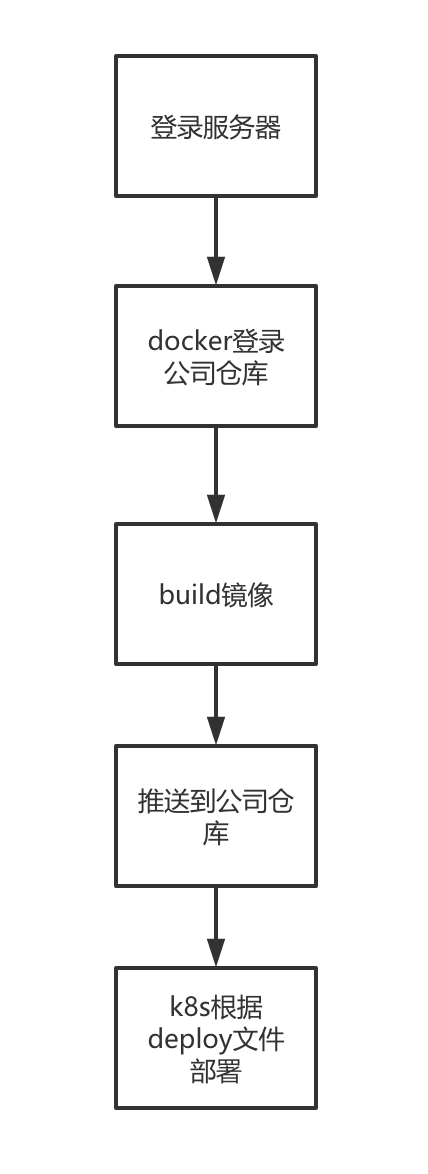 登录服务器
docker登录
公司仓库
build镜像
推送到公司仓
库
k8s根据
deploy文件
部署